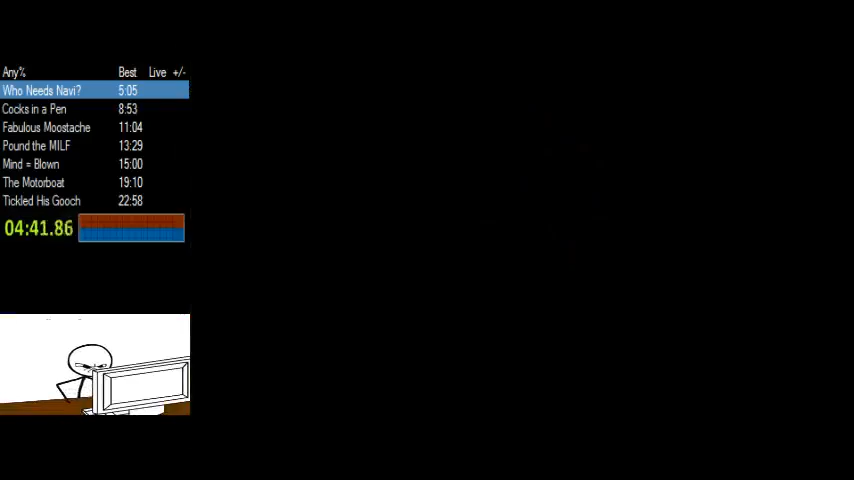 Any% Best Live +/-
Who Needs Navi? 5:05
Cocks in a Pen 8:53
Fabulous Moostache 11:04
Pound the MILF 13:29
Mind = Blown 15:00
The Motorboat 19:10
Tickled His Gooch 22:58
04:41.86